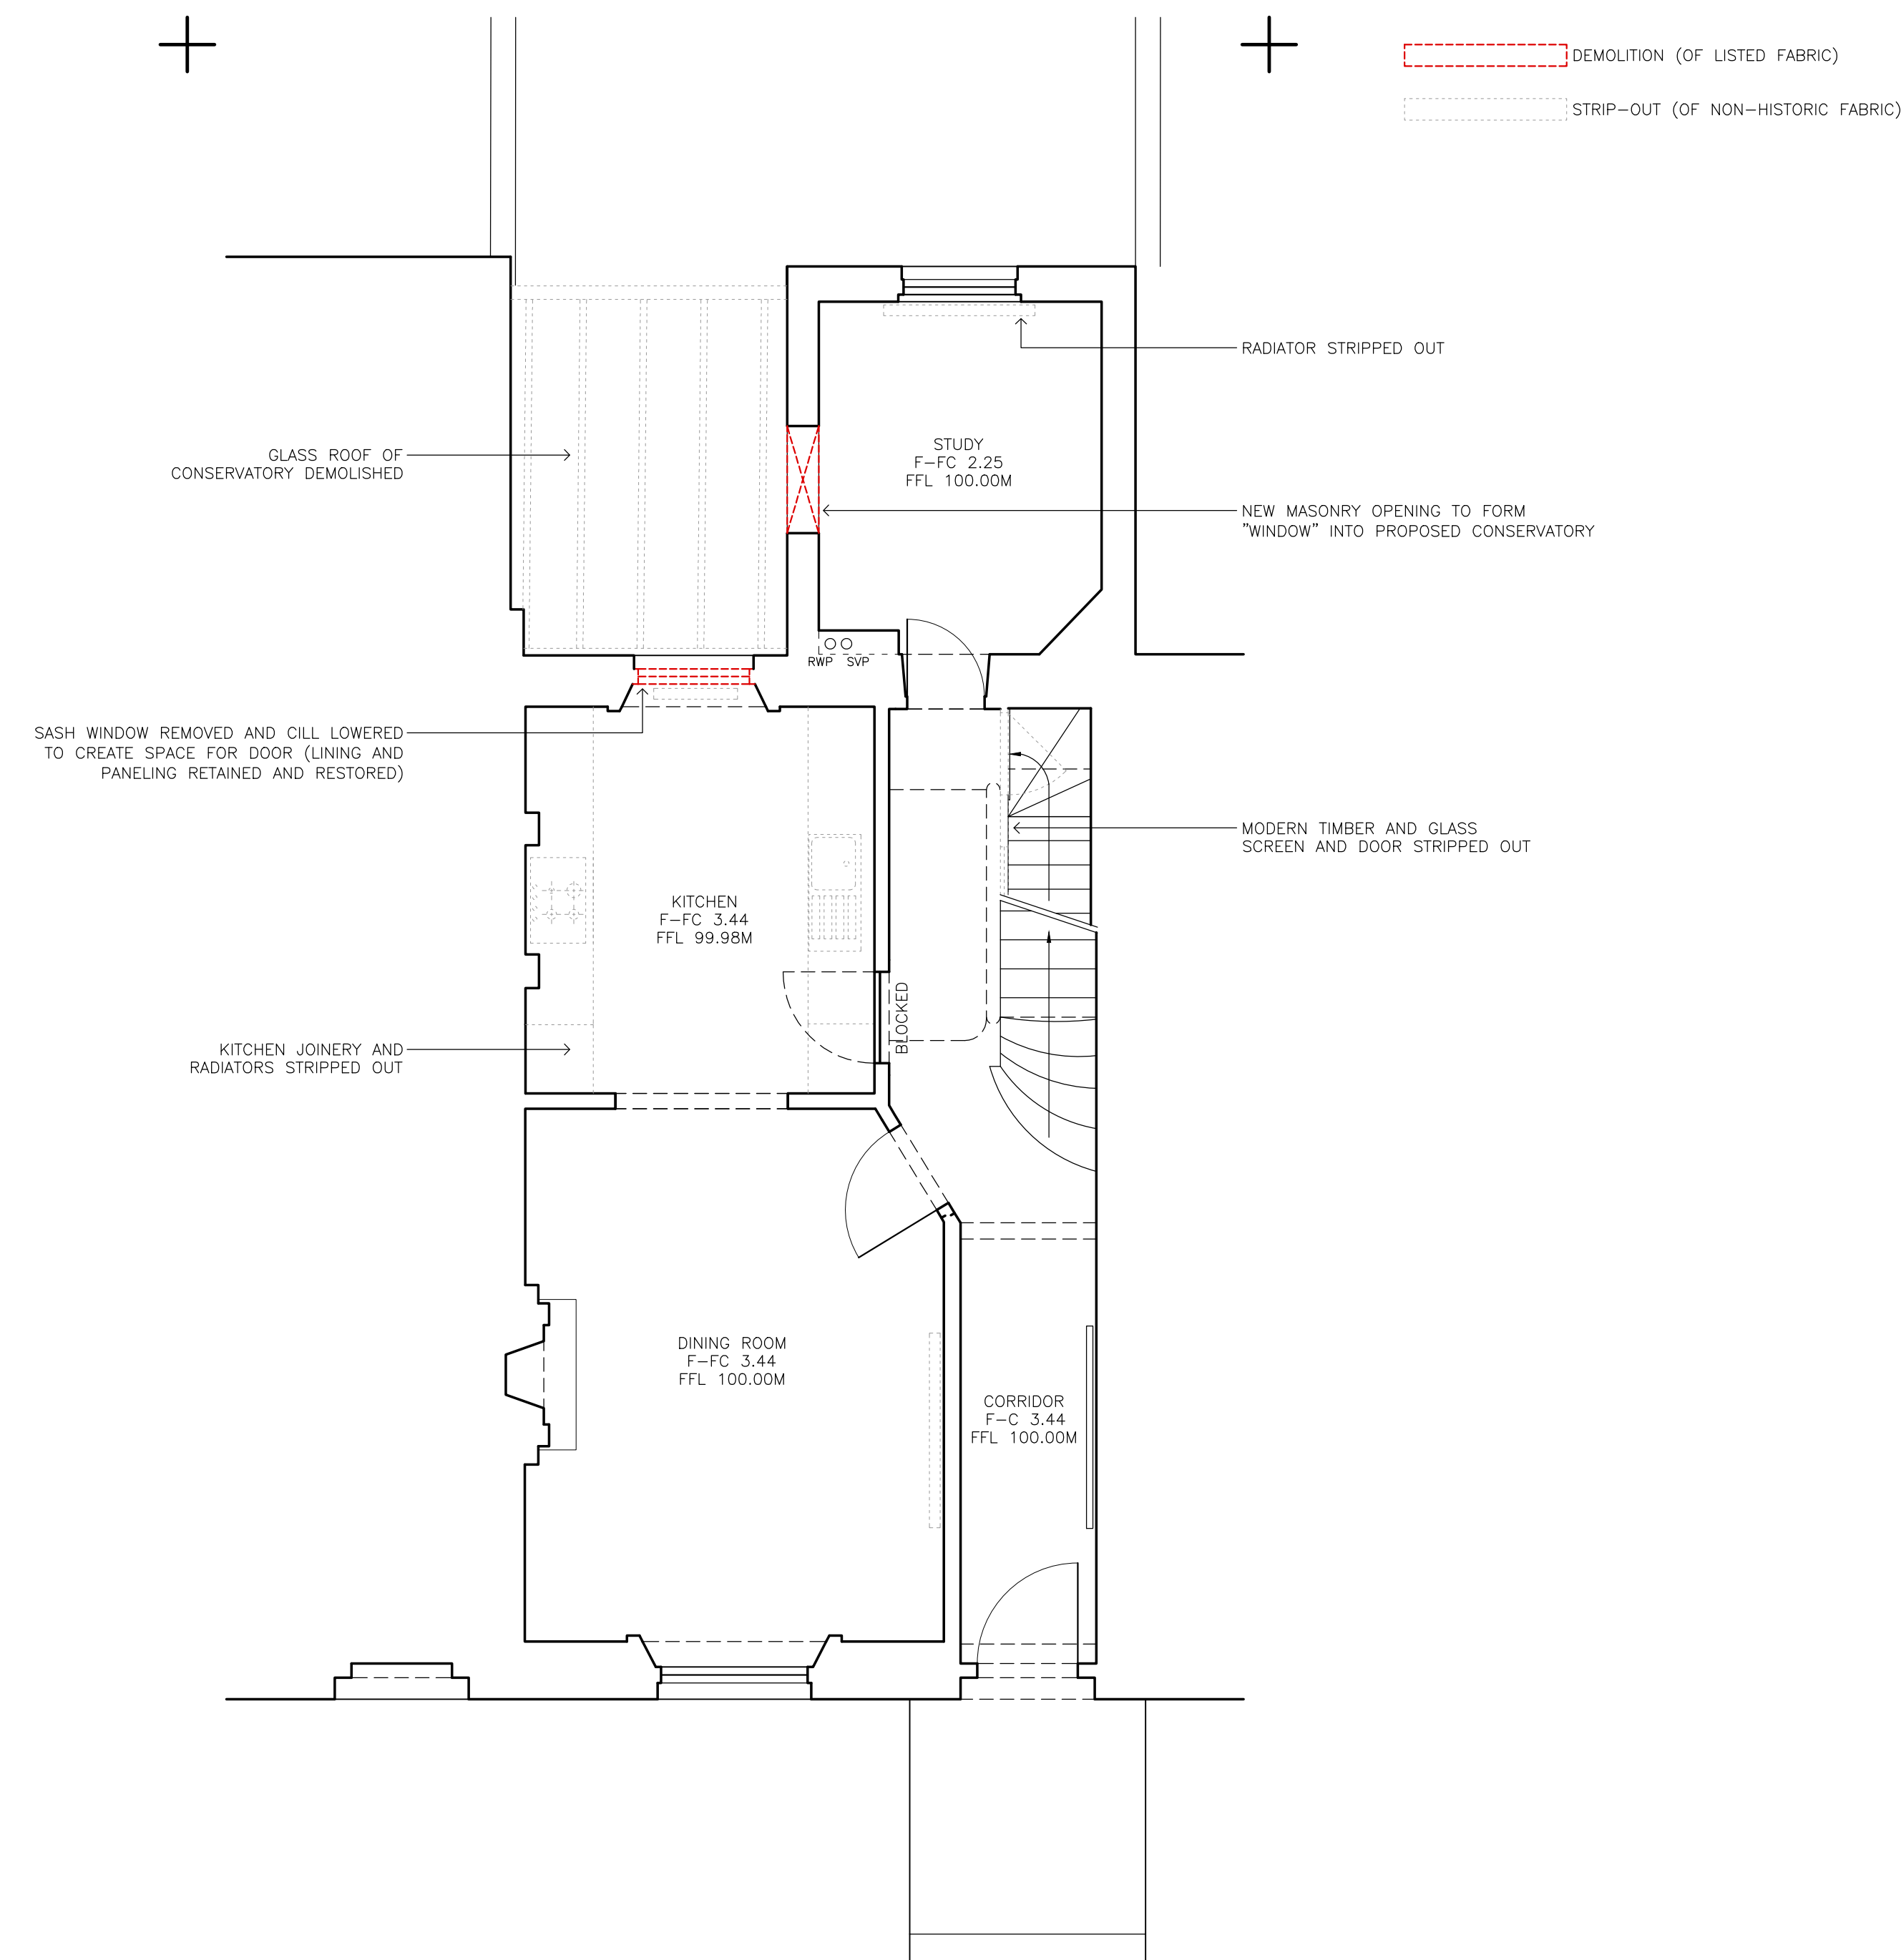 DEMOLITION (OF LISTED FABRIC)
STRIP-OUT (OF NON-HISTORIC FABRIC)
RADIATOR STRIPPED OUT
GLASS ROOF OF
CONSERVATORY DEMOLISHED
STUDY
F-FC 2.25
FFL 100.00M
NEW MASONRY OPENING TO FORM
"WINDOW" INTO PROPOSED CONSERVATORY
RWP SVP
SASH WINDOW REMOVED AND CILL LOWERED
TO CREATE SPACE FOR DOOR (LINING AND
PANELING RETAINED AND RESTORED)
MODERN TIMBER AND GLASS
SCREEN AND DOOR STRIPPED OUT
KITCHEN
F-FC 3.44
FFL 99.98M
BLOCKED
KITCHEN JOINERY AND
RADIATORS STRIPPED OUT
DINING ROOM
F-FC 3.44
FFL 100.00M
CORRIDOR
F-C 3.44
FFL 100.00M